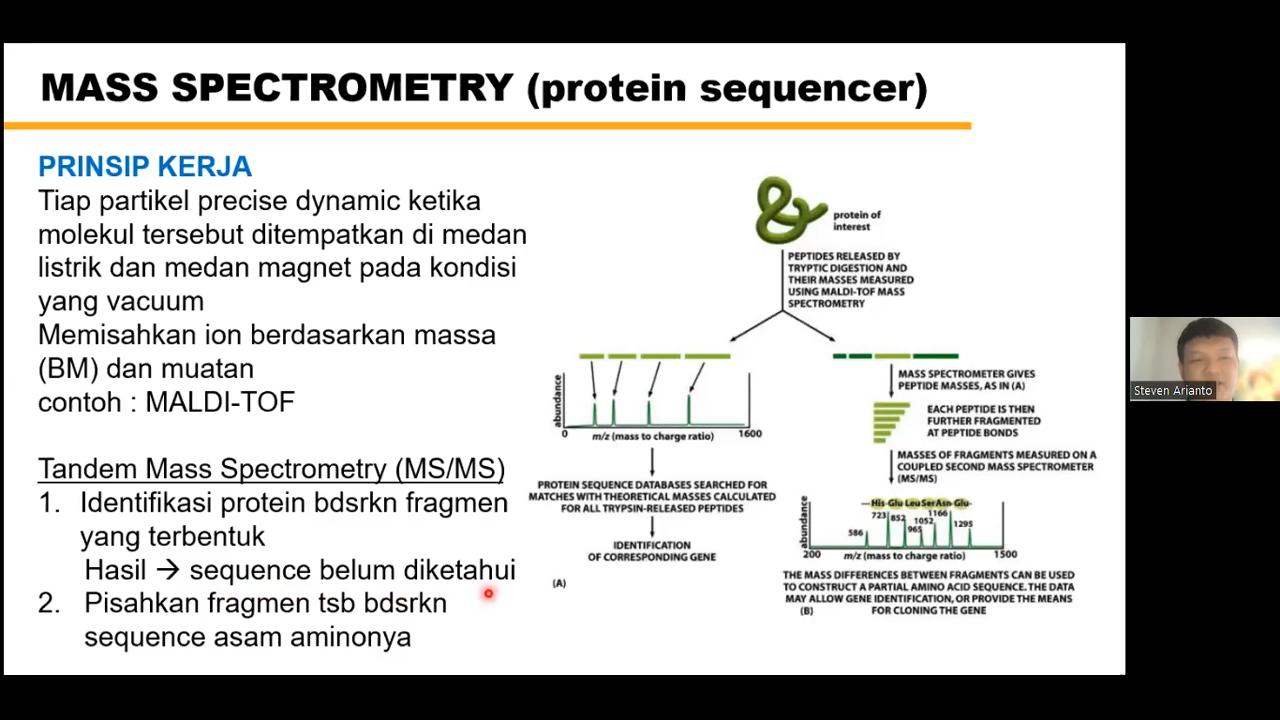 MASS SPECTROMETRY (protein sequencer)
PRINSIP KERJA
Tiap partikel precise dynamic ketika
molekul tersebut ditempatkan di medan
listrik dan medan magnet pada kondisi
yang vacuum
Memisahkan ion berdasarkan massa
(BM) dan muatan
contoh : MALDI-TOF
Tandem Mass Spectrometry (MS/MS)
1. Identifikasi protein bdsrkn fragmen
yang terbentuk
Hasil → sequence belum diketahui
2. Pisahkan fragmen tsb bdsrkn
sequence asam aminonya
protein of
interest
PEPTIDES RELEASED BY
TRYPTIC DIGESTION AND
THEIR MASSES MEASURED
USING MALDI-TOF MASS
SPECTROMETRY
abundance
0
m/z (mass to charge ratio)
1600
PROTEIN SEQUENCE DATABASES SEARCHED FOR
MATCHES WITH THEORETICAL MASSES CALCULATED
FOR ALL TRYPSIN-RELEASED PEPTIDES
IDENTIFICATION
OF CORRESPONDING GENE
(A)
MASS SPECTROMETER GIVES
PEPTIDE MASSES, AS IN (A)
EACH PEPTIDE IS THEN
FURTHER FRAGMENTED
AT PEPTIDE BONDS
MASSES OF FRAGMENTS MEASURED ON A
COUPLED SECOND MASS SPECTROMETER
(MS/MS)
His Glu Leu Ser Asn Glu
586
723
852
965
1052
1166
1295
abundance
200
m/z (mass to charge ratio)
1500
THE MASS DIFFERENCES BETWEEN FRAGMENTS CAN BE USED
TO CONSTRUCT A PARTIAL AMINO ACID SEQUENCE. THE DATA
MAY ALLOW GENE IDENTIFICATION, OR PROVIDE THE MEANS
FOR CLONING THE GENE
(B)
Steven Arianto